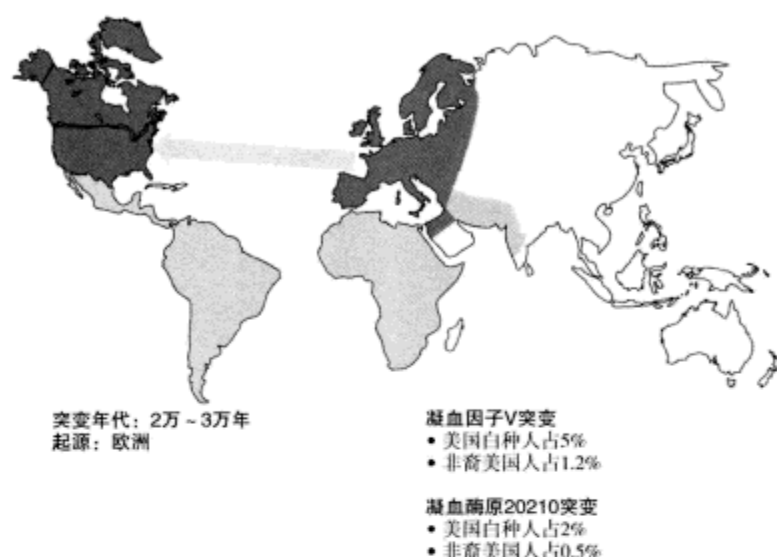 突变年代：2万~3万年
起源：欧洲
凝血因子V突变
• 美国白种人占5%
• 非裔美国人占1.2%
凝血酶原20210突变
• 美国白种人占2%
• 非裔美国人占0.5%